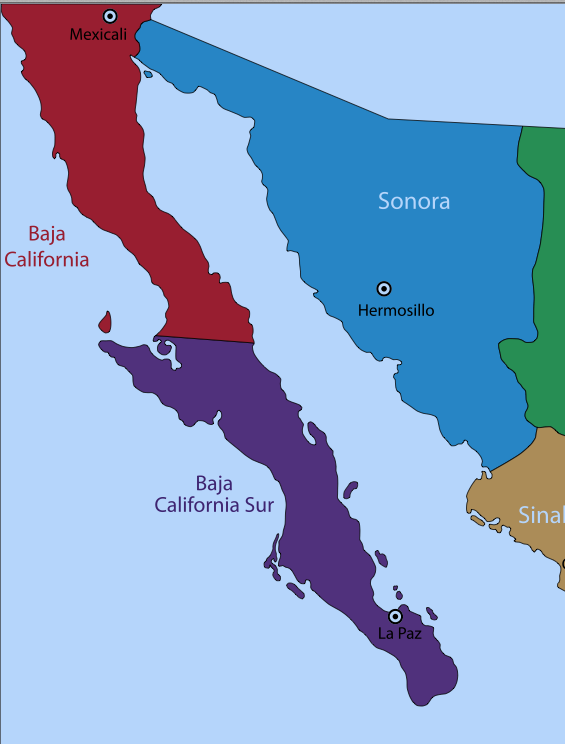 Mexicali
Sonora
Baja
California
Hermosillo
Baja
California Sur
Sinal
La Paz